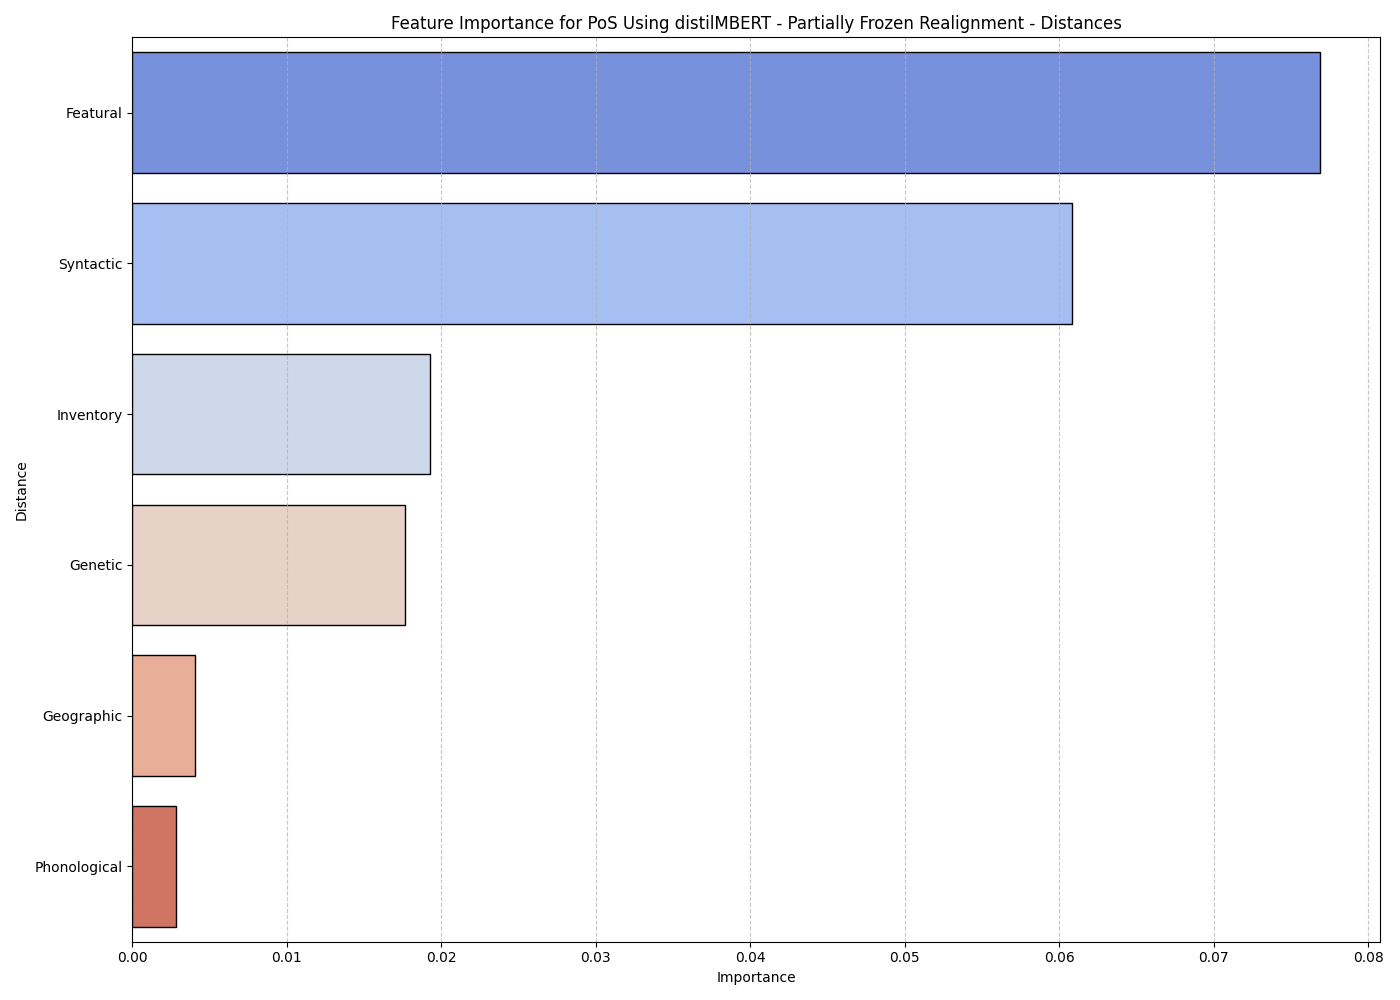 Feature Importance for PoS Using distilMBERT - Partially Frozen Realignment - Distances
Featural
Syntactic
Inventory
Genetic
Geographic
Phonological
Distance
0.00 0.01 0.02 0.03 0.04 0.05 0.06 0.07 0.08
Importance